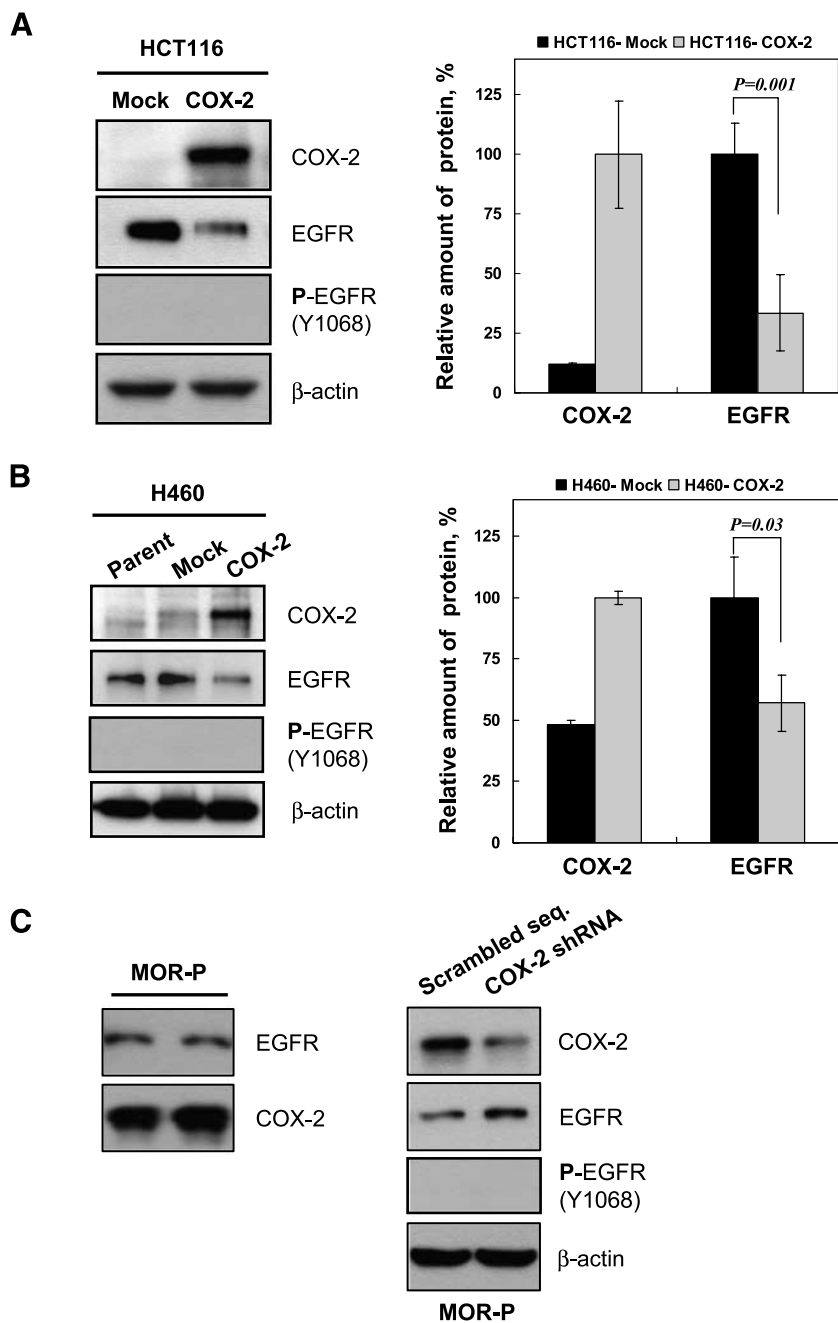 A
HCT116
Mock COX-2
COX-2
EGFR
P-EGFR
(Y1068)
β-actin
HCT116- Mock HCT116- COX-2
Relative amount of protein, %
125
100
75
50
25
0
P=0.001
COX-2 EGFR
B
H460
Parent Mock COX-2
COX-2
EGFR
P-EGFR
(Y1068)
β-actin
H460- Mock H460- COX-2
Relative amount of protein, %
125
100
75
50
25
0
P=0.03
COX-2 EGFR
C
MOR-P
EGFR
COX-2
Scrambled seq.
COX-2 shRNA
COX-2
EGFR
P-EGFR
(Y1068)
β-actin
MOR-P